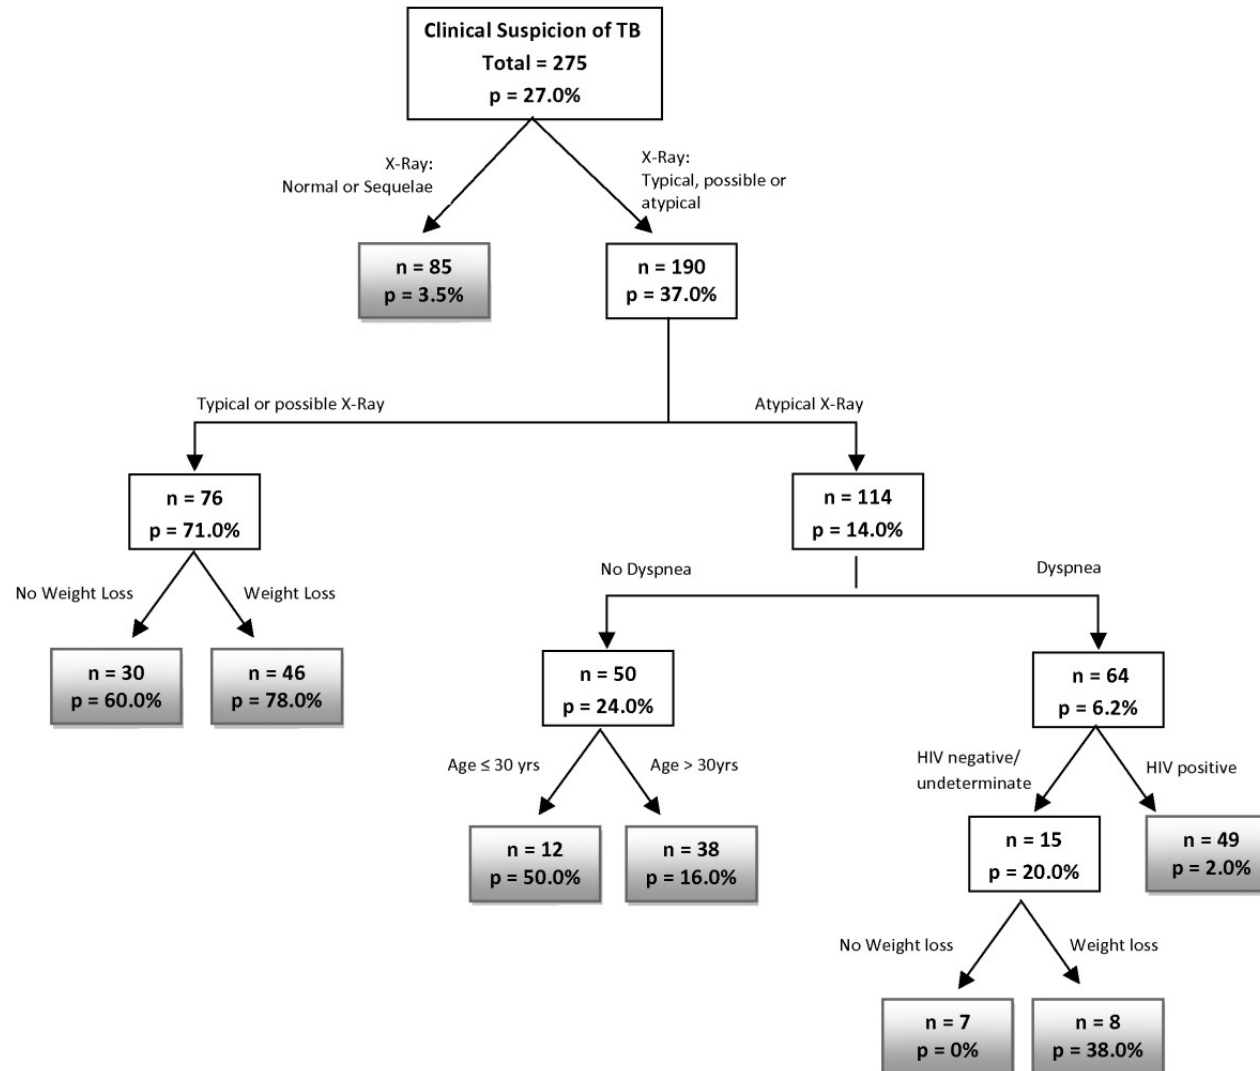 Clinical Suspicion of TB
Total = 275
p = 27.0%
X-Ray:
Normal or Sequelae
X-Ray:
Typical, possible or
atypical
n = 85
p = 3.5%
n = 190
p = 37.0%
Typical or possible X-Ray
Atypical X-Ray
n = 76
p = 71.0%
n = 114
p = 14.0%
No Weight Loss
Weight Loss
No Dyspnea
Dyspnea
n = 30
p = 60.0%
n = 46
p = 78.0%
n = 50
p = 24.0%
n = 64
p = 6.2%
Age ≤ 30 yrs
Age > 30yrs
HIV negative/
undeterminate
HIV positive
n = 12
p = 50.0%
n = 38
p = 16.0%
n = 15
p = 20.0%
n = 49
p = 2.0%
No Weight loss
Weight loss
n = 7
p = 0%
n = 8
p = 38.0%